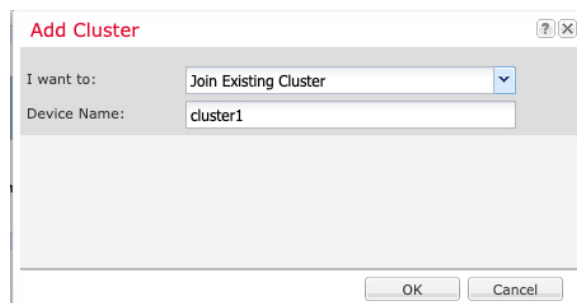 Add Cluster
I want to: Join Existing Cluster
Device Name: cluster1
OK Cancel